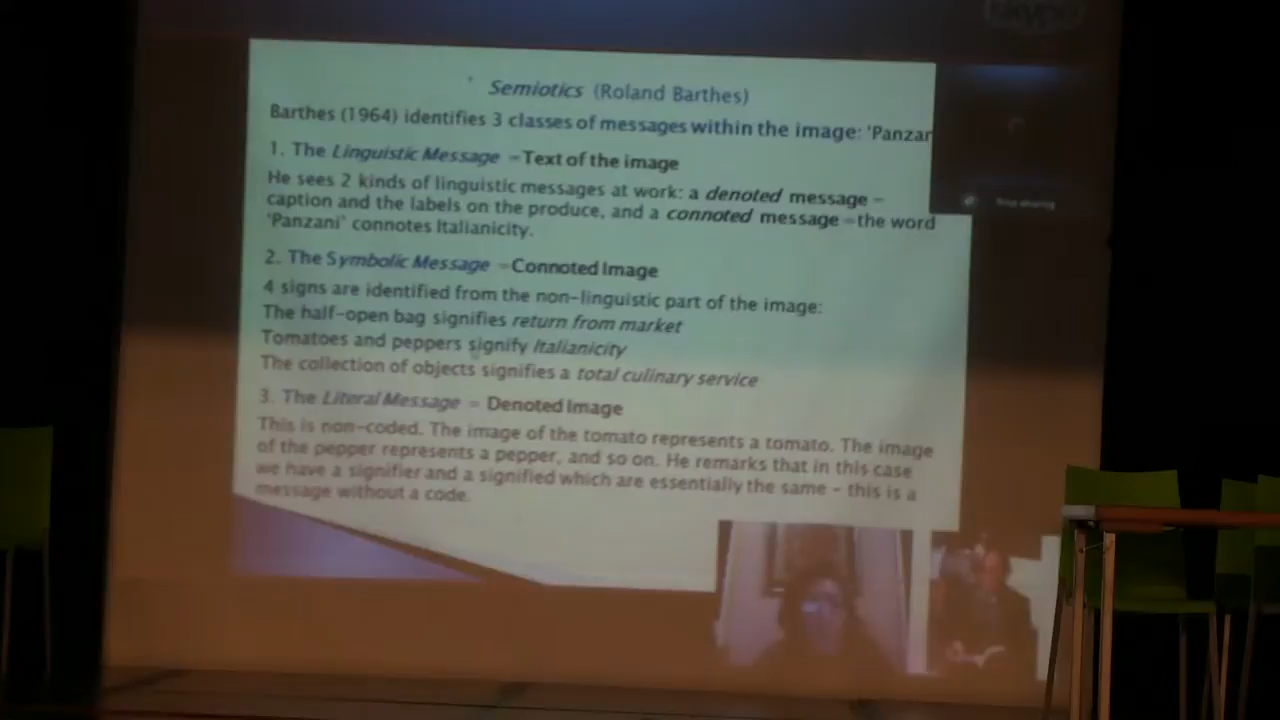 skype
Semiotics (Roland Barthes)
Barthes (1964) identifies 3 classes of messages within the image: 'Panzar
1. The Linguistic Message - Text of the image
He sees 2 kinds of linguistic messages at work: a denoted message -
caption and the labels on the produce, and a connoted message - the word
'Panzani' connotes Italianicity.
2. The Symbolic Message - Connoted Image
4 signs are identified from the non-linguistic part of the image:
The half-open bag signifies return from market
Tomatoes and peppers signify Italianicity
The collection of objects signifies a total culinary service
3. The Literal Message - Denoted Image
This is non-coded. The image of the tomato represents a tomato. The image
of the pepper represents a pepper, and so on. He remarks that in this case
we have a signifier and a signified which are essentially the same - this is a
message without a code.
Stop sharing